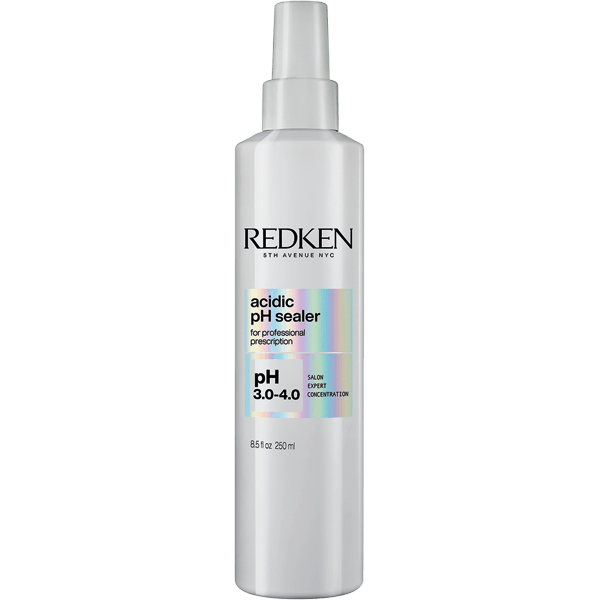 REDKEN
5TH AVENUE NYC
acidic
pH sealer
for professional
prescription
pH
3.0-4.0
SALON
EXPERT
CONCENTRATION
8.5 fl oz 250 ml